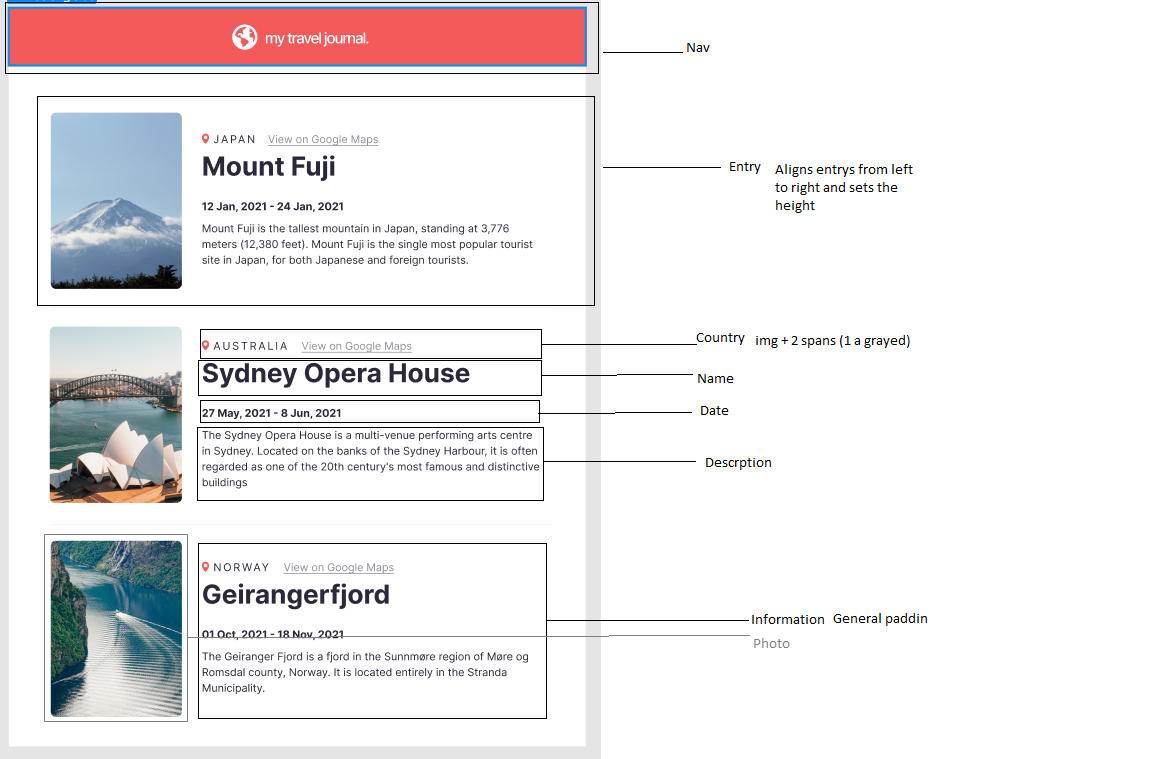 my travel journal.
Nav
JAPAN View on Google Maps
Mount Fuji
12 Jan, 2021 - 24 Jan, 2021
Mount Fuji is the tallest mountain in Japan, standing at 3,776
meters (12,380 feet). Mount Fuji is the single most popular tourist
site in Japan, for both Japanese and foreign tourists.
Entry
Aligns entrys from left
to right and sets the
height
AUSTRALIA View on Google Maps
Sydney Opera House
27 May, 2021 - 8 Jun, 2021
The Sydney Opera House is a multi-venue performing arts centre
in Sydney. Located on the banks of the Sydney Harbour, it is often
regarded as one of the 20th century's most famous and distinctive
buildings
Country img + 2 spans (1 a grayed)
Name
Date
Descrption
NORWAY View on Google Maps
Geirangerfjord
01 Oct, 2021 - 18 Nov, 2021
The Geiranger Fjord is a fjord in the Sunnmøre region of Møre og
Romsdal county, Norway. It is located entirely in the Stranda
Municipality.
Information General paddin
Photo